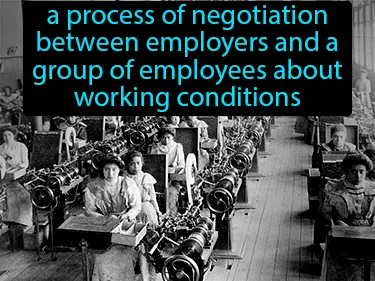 a process of negotiation
between employers and a
group of employees about
working conditions